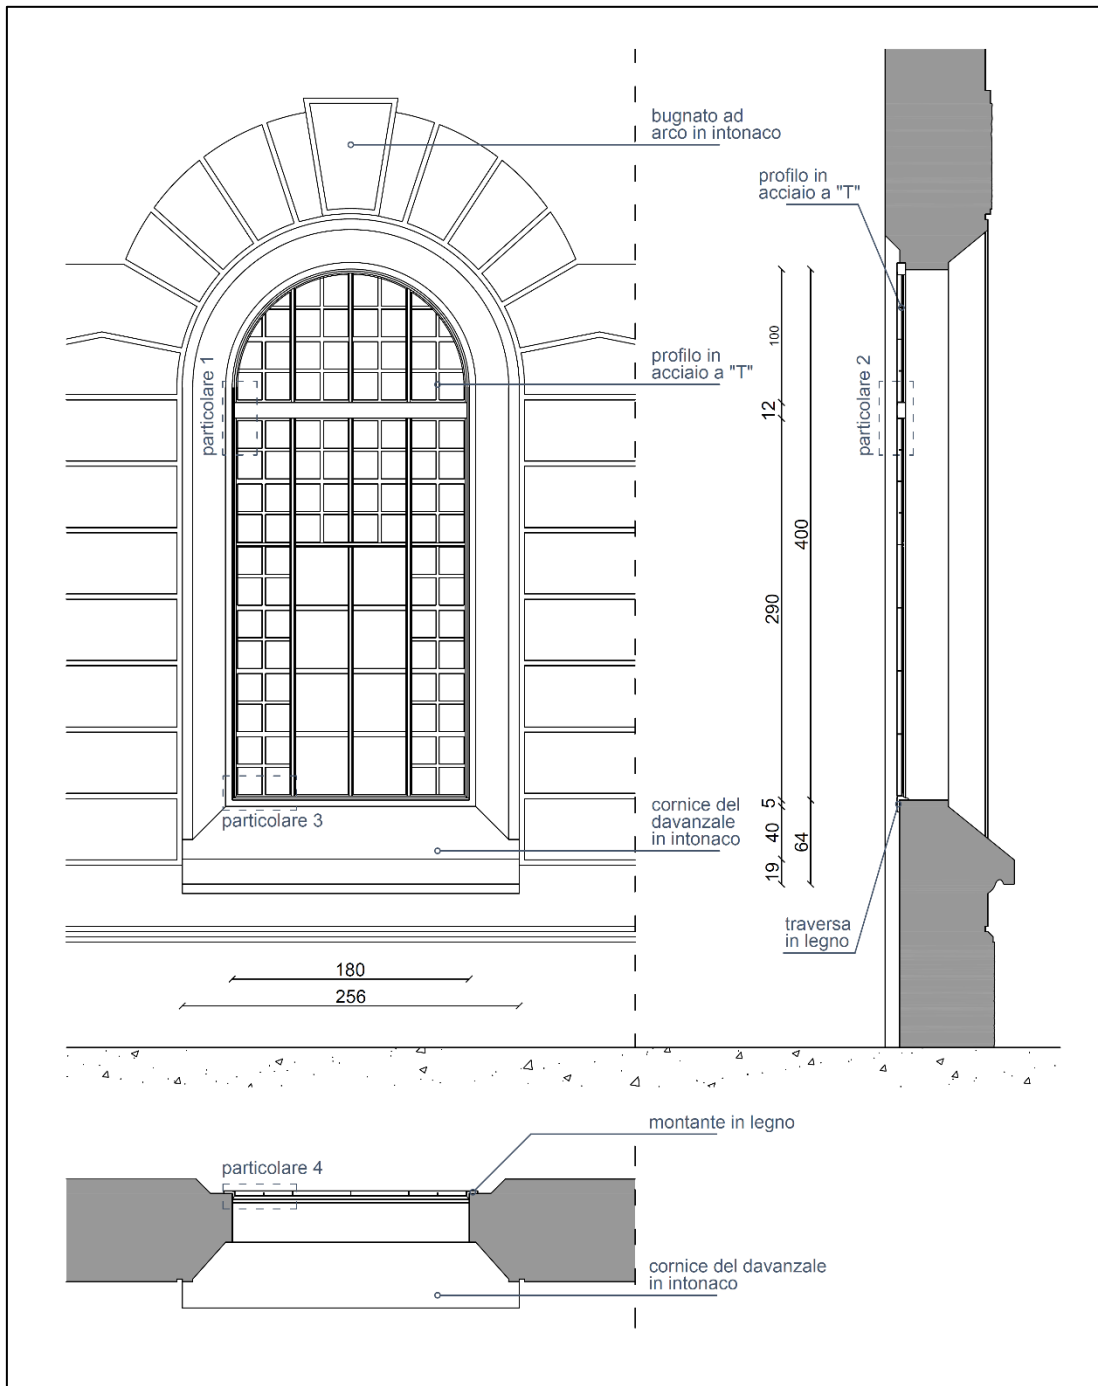 bugnato ad
arco in intonaco
profilo in
acciaio a "T"
profilo in
acciaio a "T"
particolare 1
particolare 2
100
12
290
400
5
40
19
64
cornice del
davanzale
in intonaco
particolare 3
traversa
in legno
180
256
montante in legno
particolare 4
cornice del davanzale
in intonaco